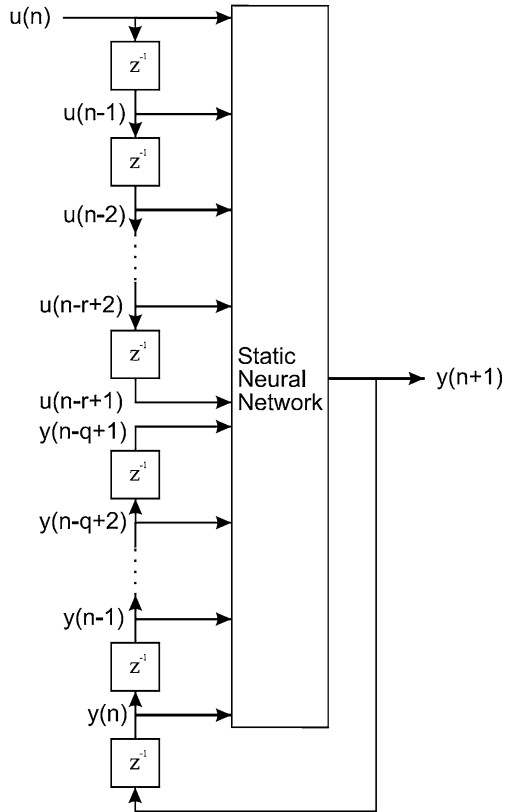 u(n)
z⁻¹
u(n-1)
z⁻¹
u(n-2)
u(n-r+2)
z⁻¹
u(n-r+1)
y(n-q+1)
z⁻¹
y(n-q+2)
y(n-1)
z⁻¹
y(n)
z⁻¹
Static
Neural
Network
y(n+1)